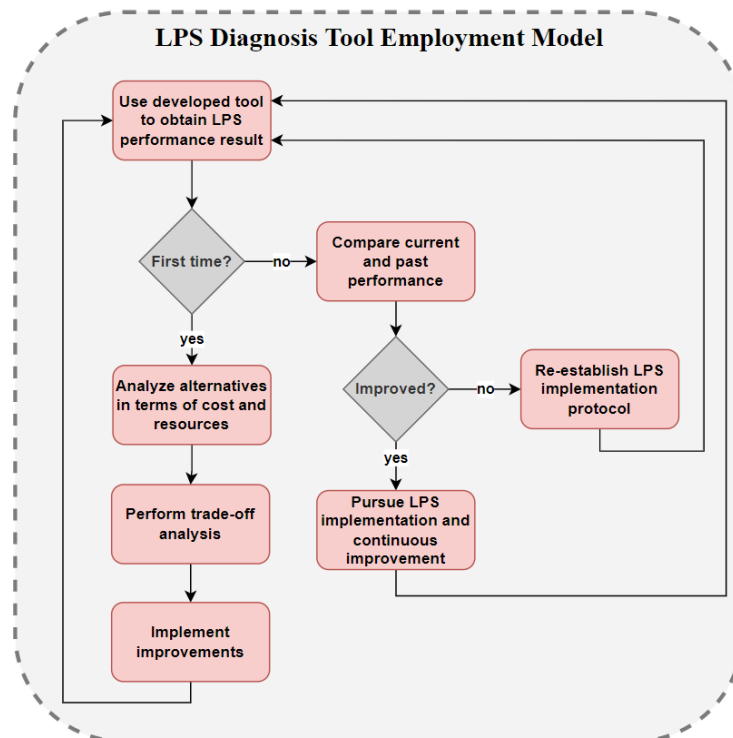 LPS Diagnosis Tool Employment Model
Use developed tool
to obtain LPS
performance result
First time?
no
Compare current
and past
performance
yes
Analyze alternatives
in terms of cost and
resources
Improved?
no
Re-establish LPS
implementation
protocol
yes
Perform trade-off
analysis
Pursue LPS
implementation and
continuous
improvement
Implement
improvements